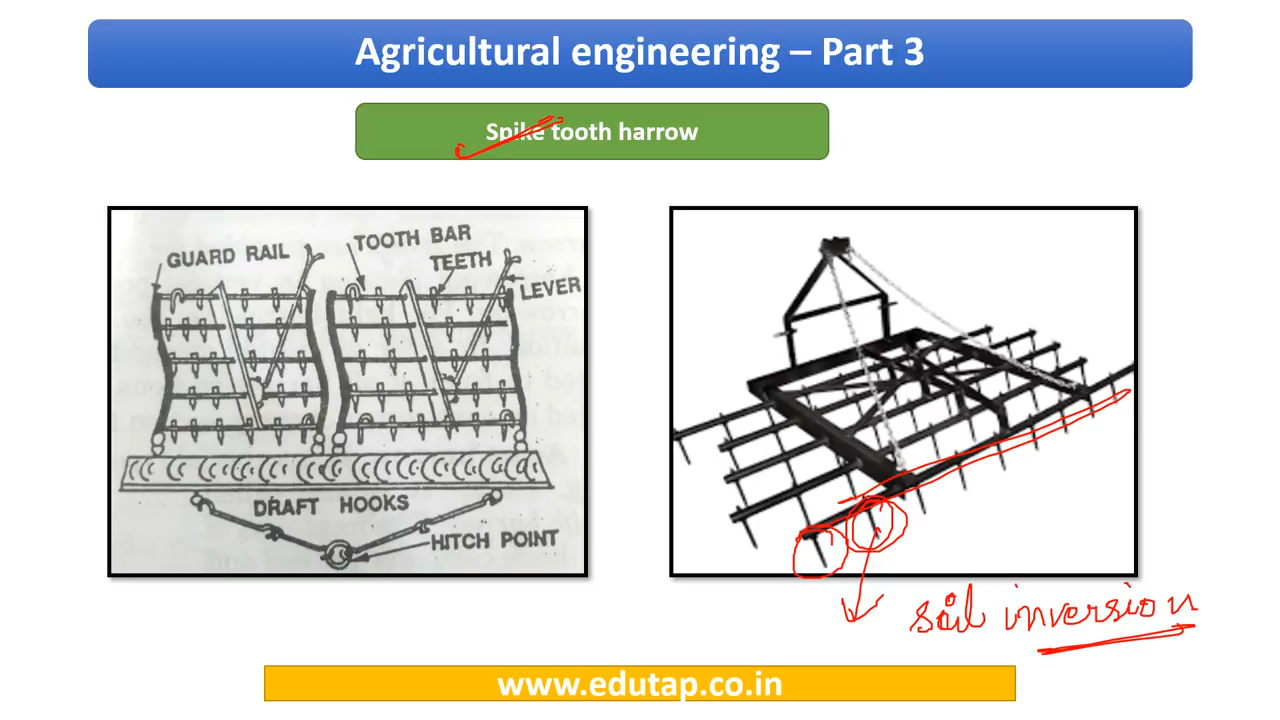 Agricultural engineering – Part 3
Spike tooth harrow
GUARD RAIL
TOOTH BAR
TEETH
LEVER
DRAFT HOOKS
HITCH POINT
soil inversion
www.edutap.co.in